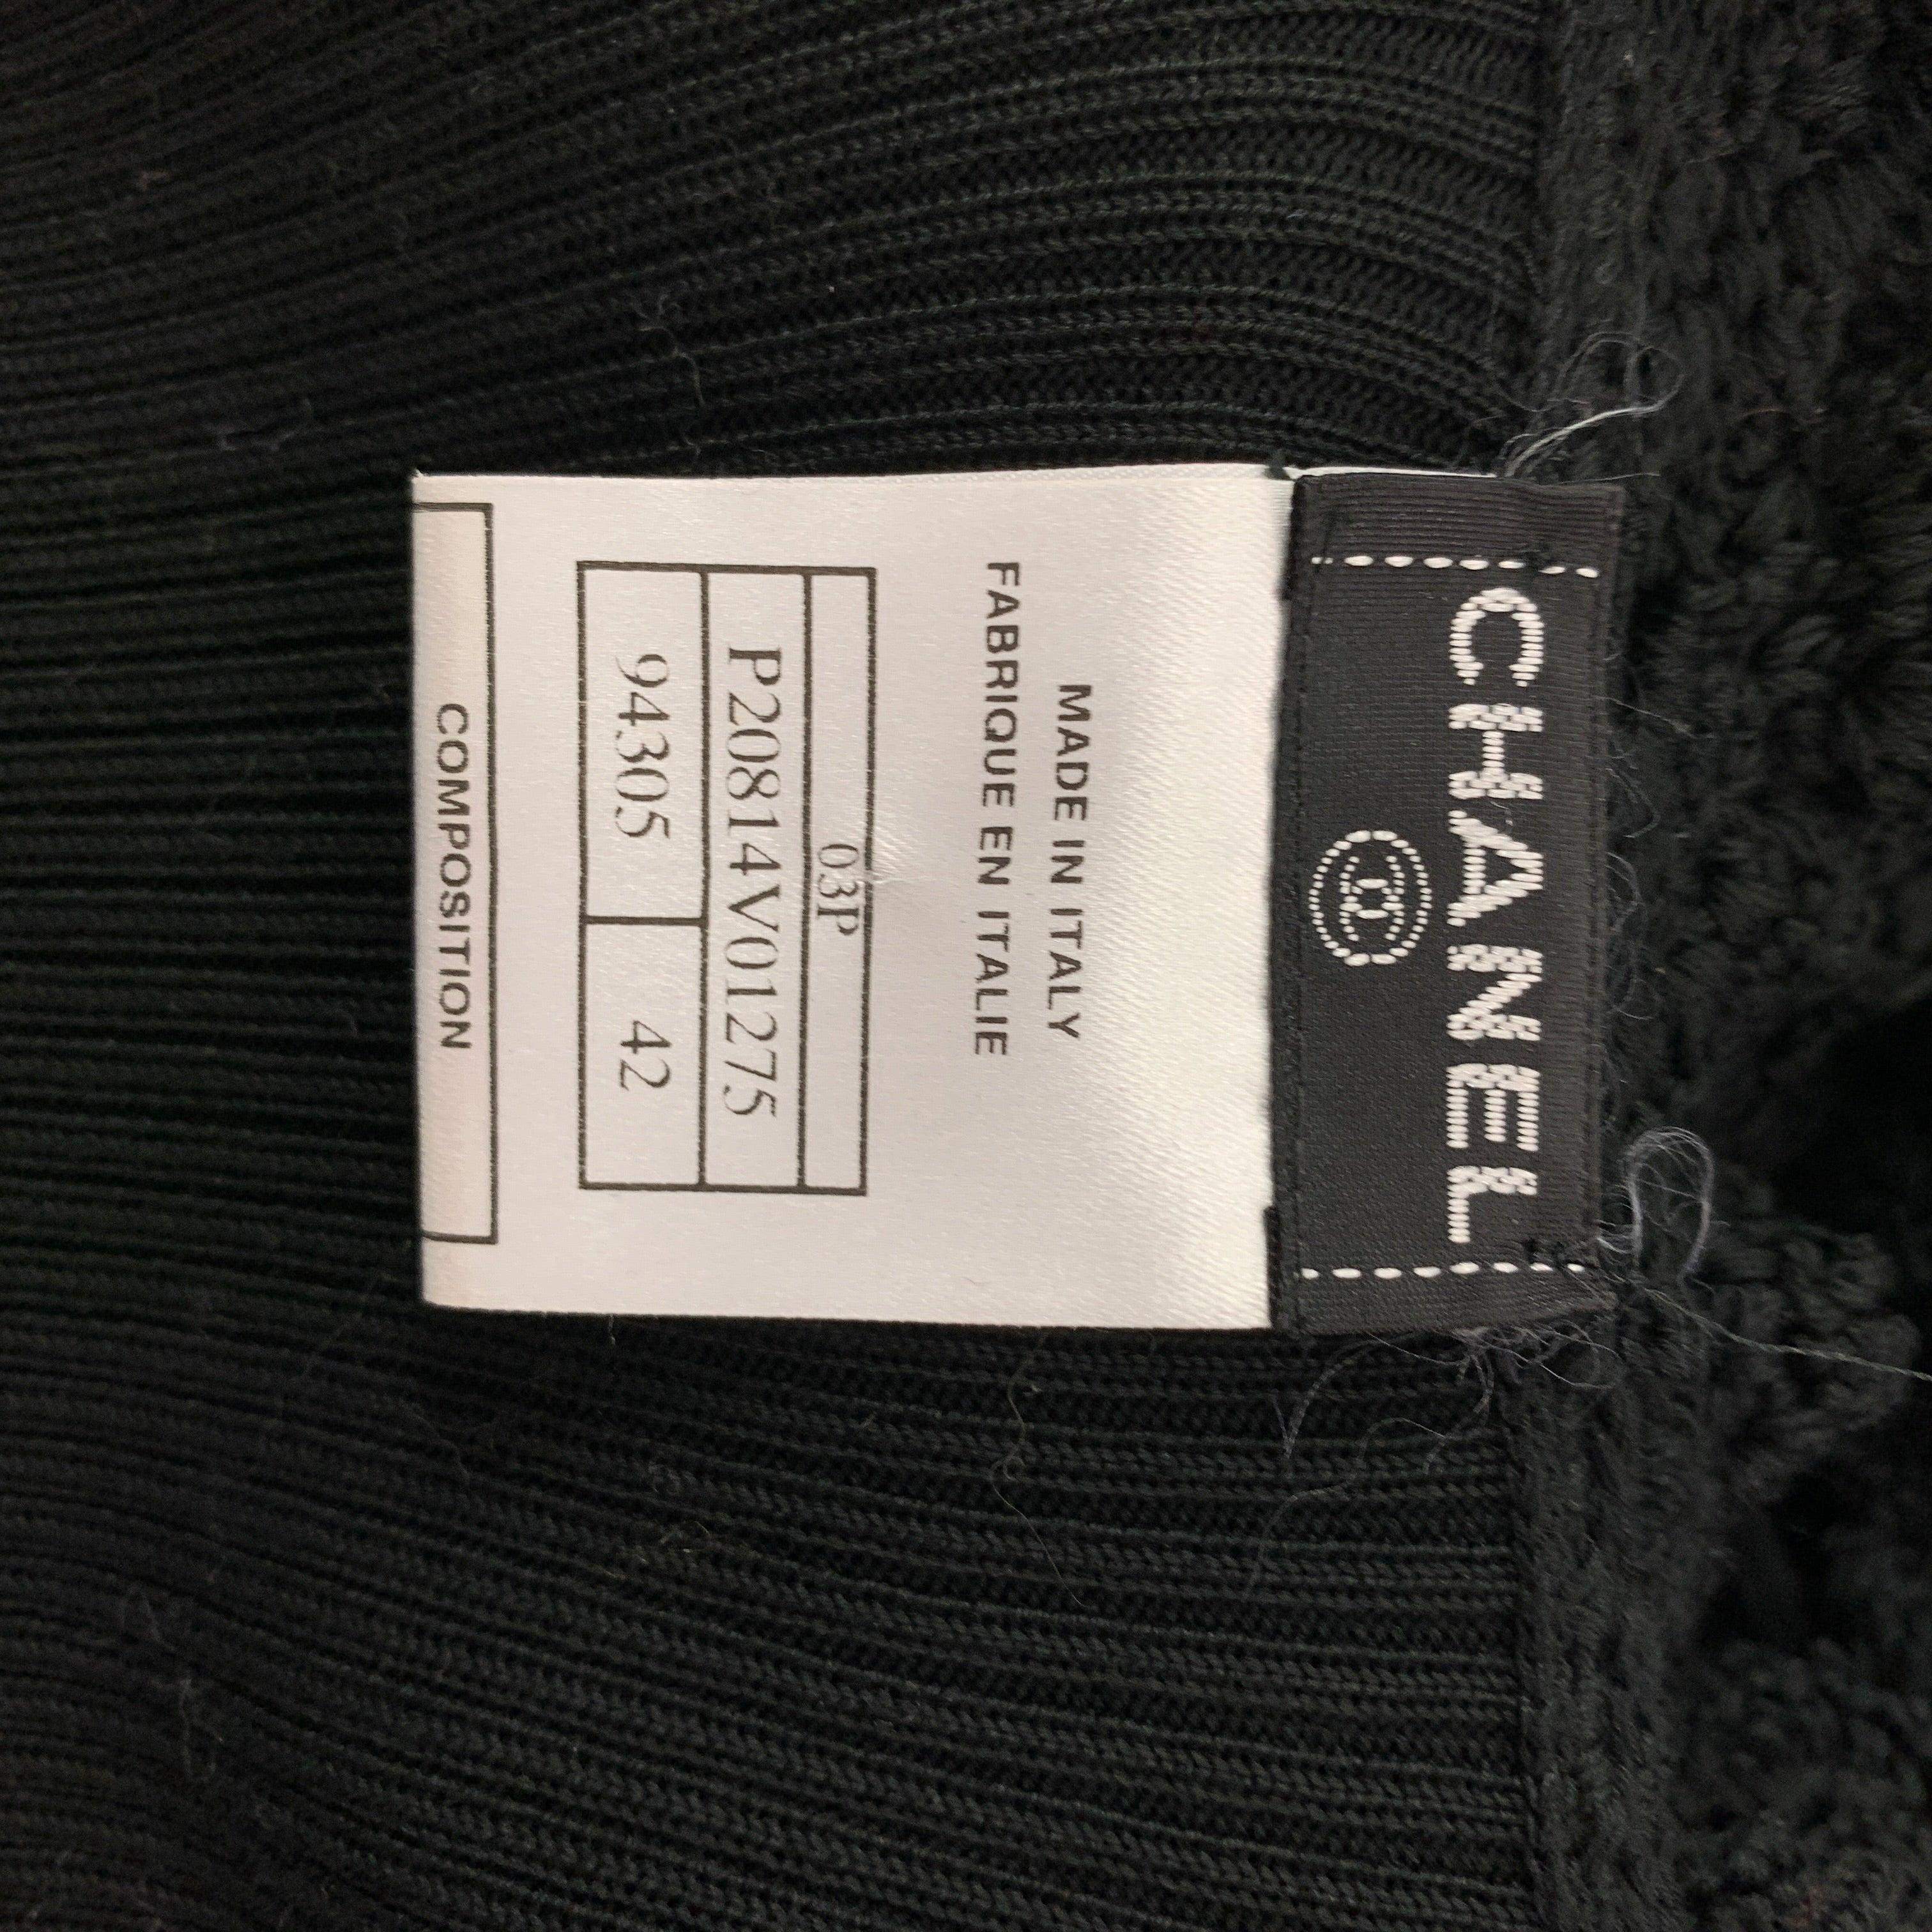 CHANEL
MADE IN ITALY
FABRIQUE EN ITALIE
03P
P20814V01275
94305 42
COMPOSITION